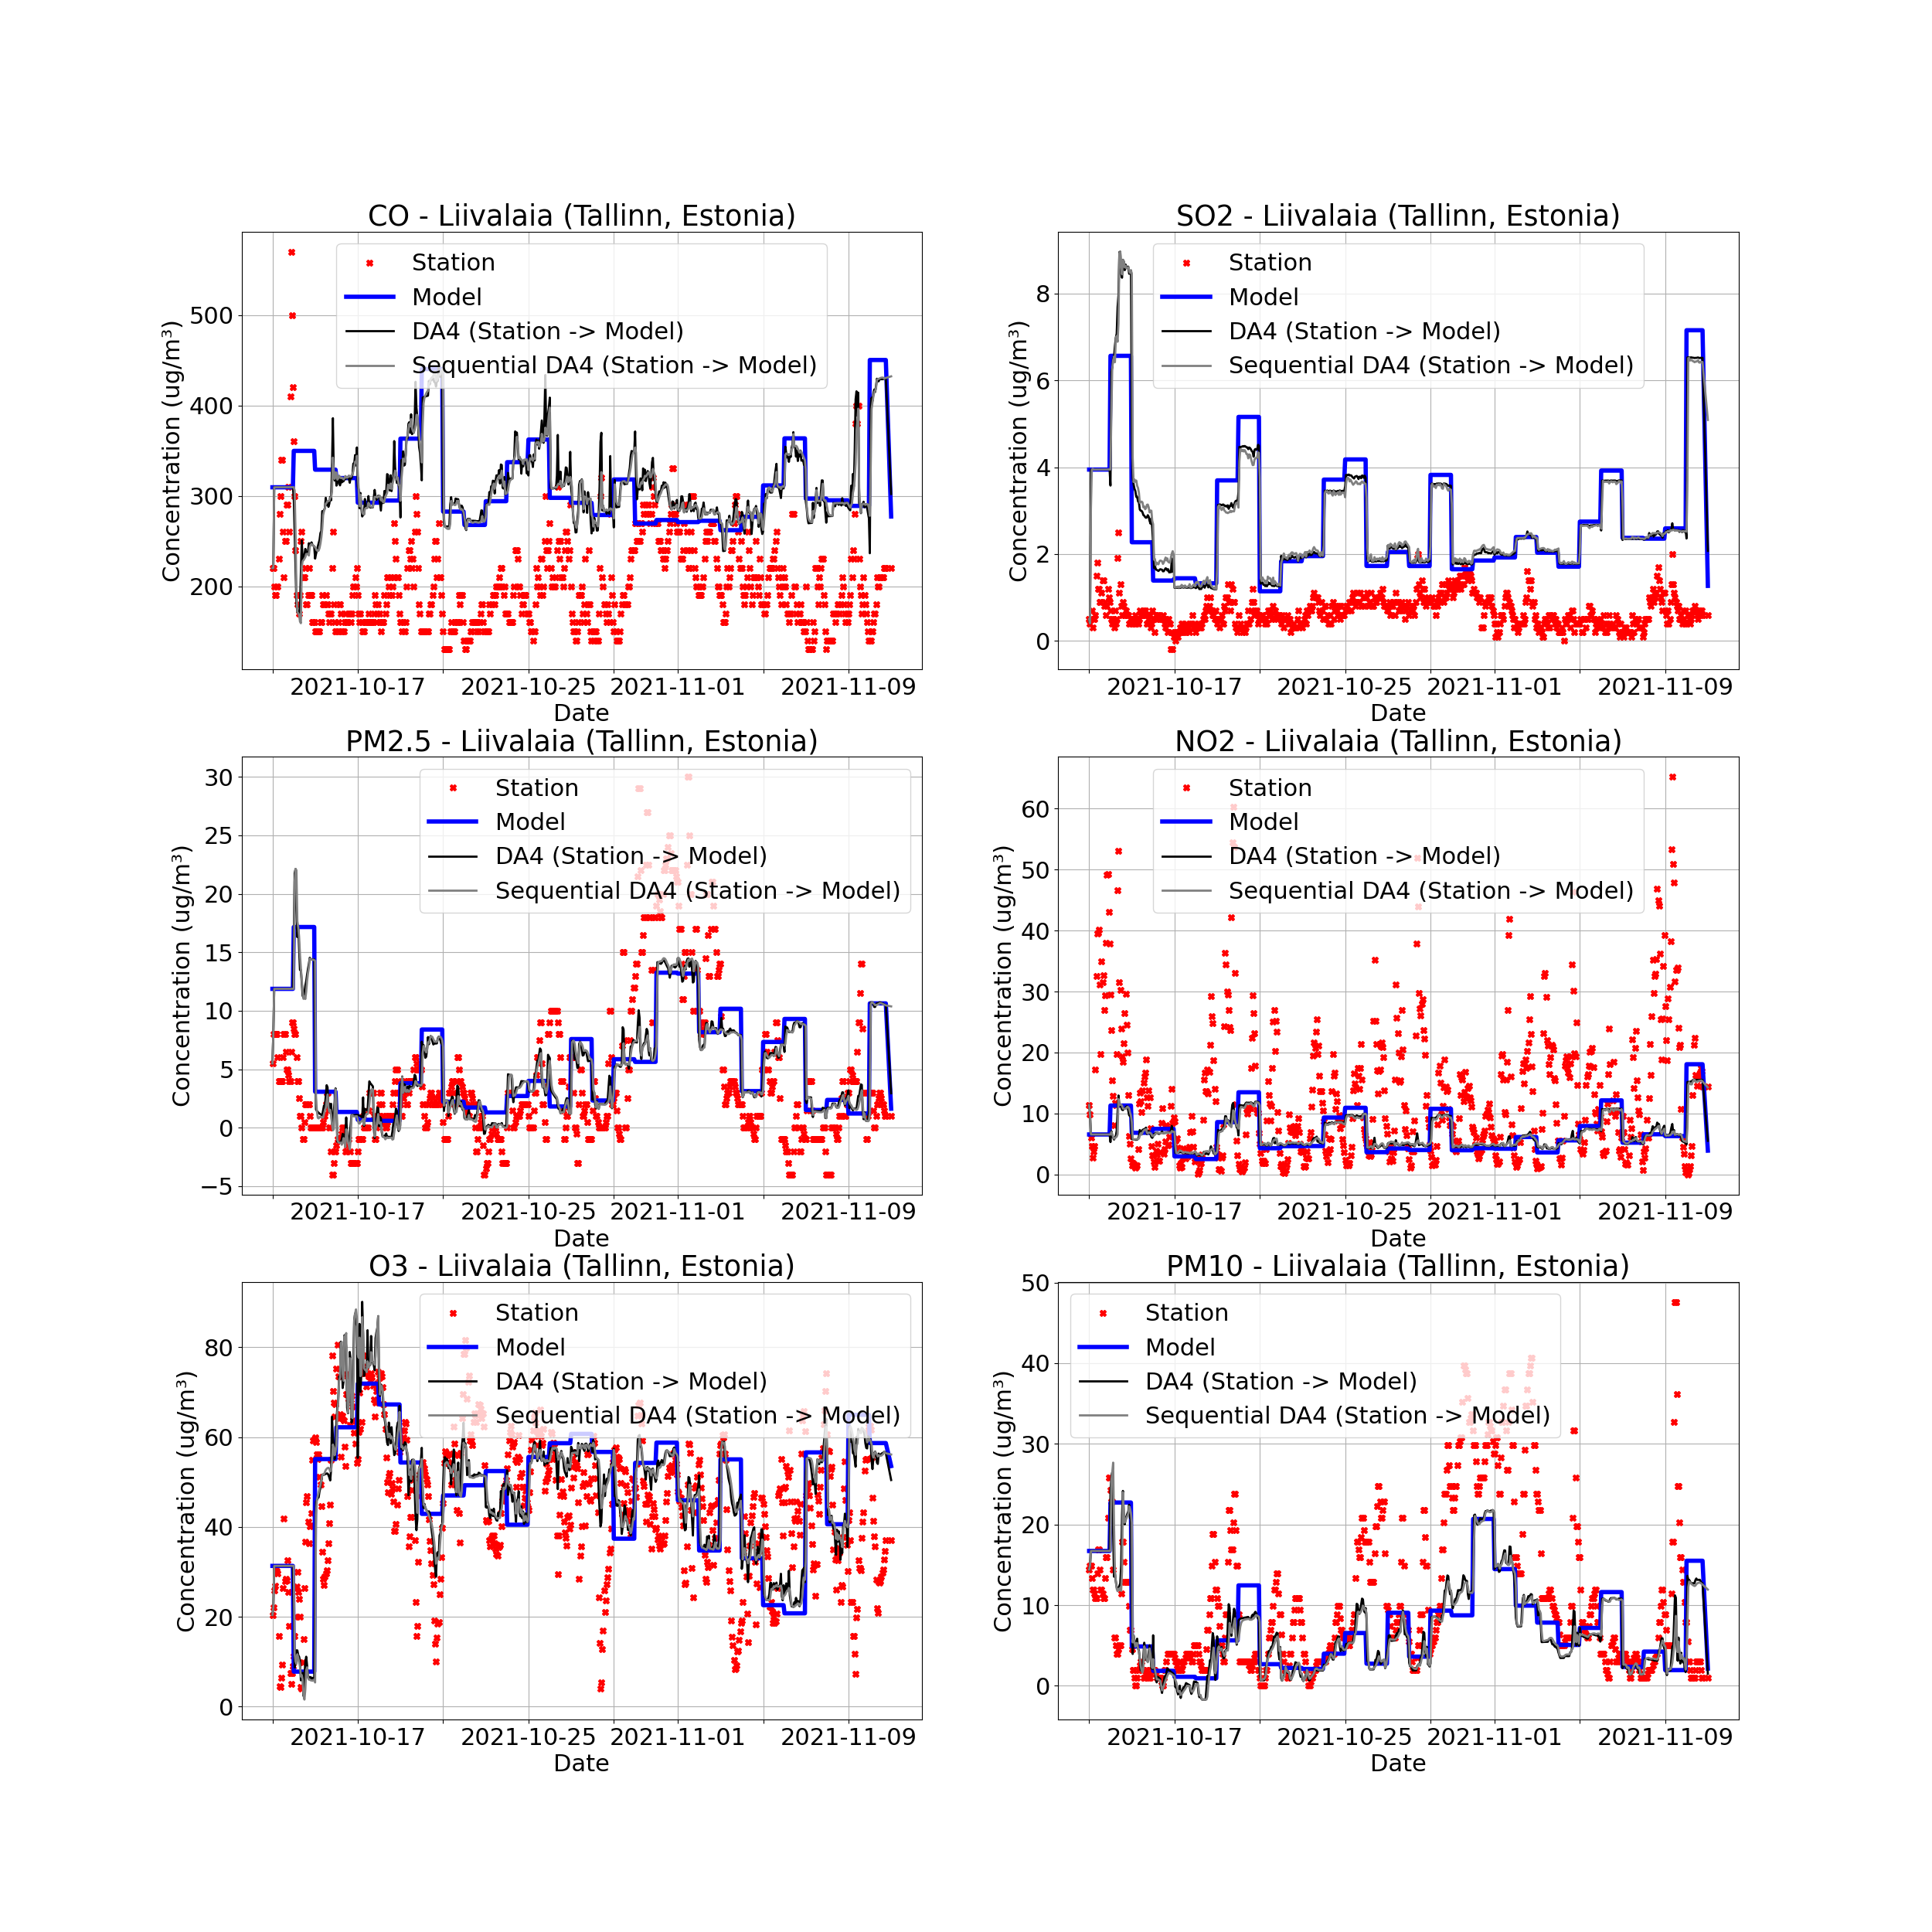 CO - Liivalaia (Tallinn, Estonia)
Station
Model
DA4 (Station -> Model)
Sequential DA4 (Station -> Model)
Concentration (ug/m³)
500
400
300
200
2021-10-17
2021-10-25
2021-11-01
2021-11-09
Date
SO2 - Liivalaia (Tallinn, Estonia)
Station
Model
DA4 (Station -> Model)
Sequential DA4 (Station -> Model)
Concentration (ug/m³)
8
6
4
2
0
2021-10-17
2021-10-25
2021-11-01
2021-11-09
Date
PM2.5 - Liivalaia (Tallinn, Estonia)
Station
Model
DA4 (Station -> Model)
Sequential DA4 (Station -> Model)
Concentration (ug/m³)
30
25
20
15
10
5
0
−5
2021-10-17
2021-10-25
2021-11-01
2021-11-09
Date
NO2 - Liivalaia (Tallinn, Estonia)
Station
Model
DA4 (Station -> Model)
Sequential DA4 (Station -> Model)
Concentration (ug/m³)
60
50
40
30
20
10
0
2021-10-17
2021-10-25
2021-11-01
2021-11-09
Date
O3 - Liivalaia (Tallinn, Estonia)
Station
Model
DA4 (Station -> Model)
Sequential DA4 (Station -> Model)
Concentration (ug/m³)
80
60
40
20
0
2021-10-17
2021-10-25
2021-11-01
2021-11-09
Date
PM10 - Liivalaia (Tallinn, Estonia)
Station
Model
DA4 (Station -> Model)
Sequential DA4 (Station -> Model)
Concentration (ug/m³)
50
40
30
20
10
0
2021-10-17
2021-10-25
2021-11-01
2021-11-09
Date